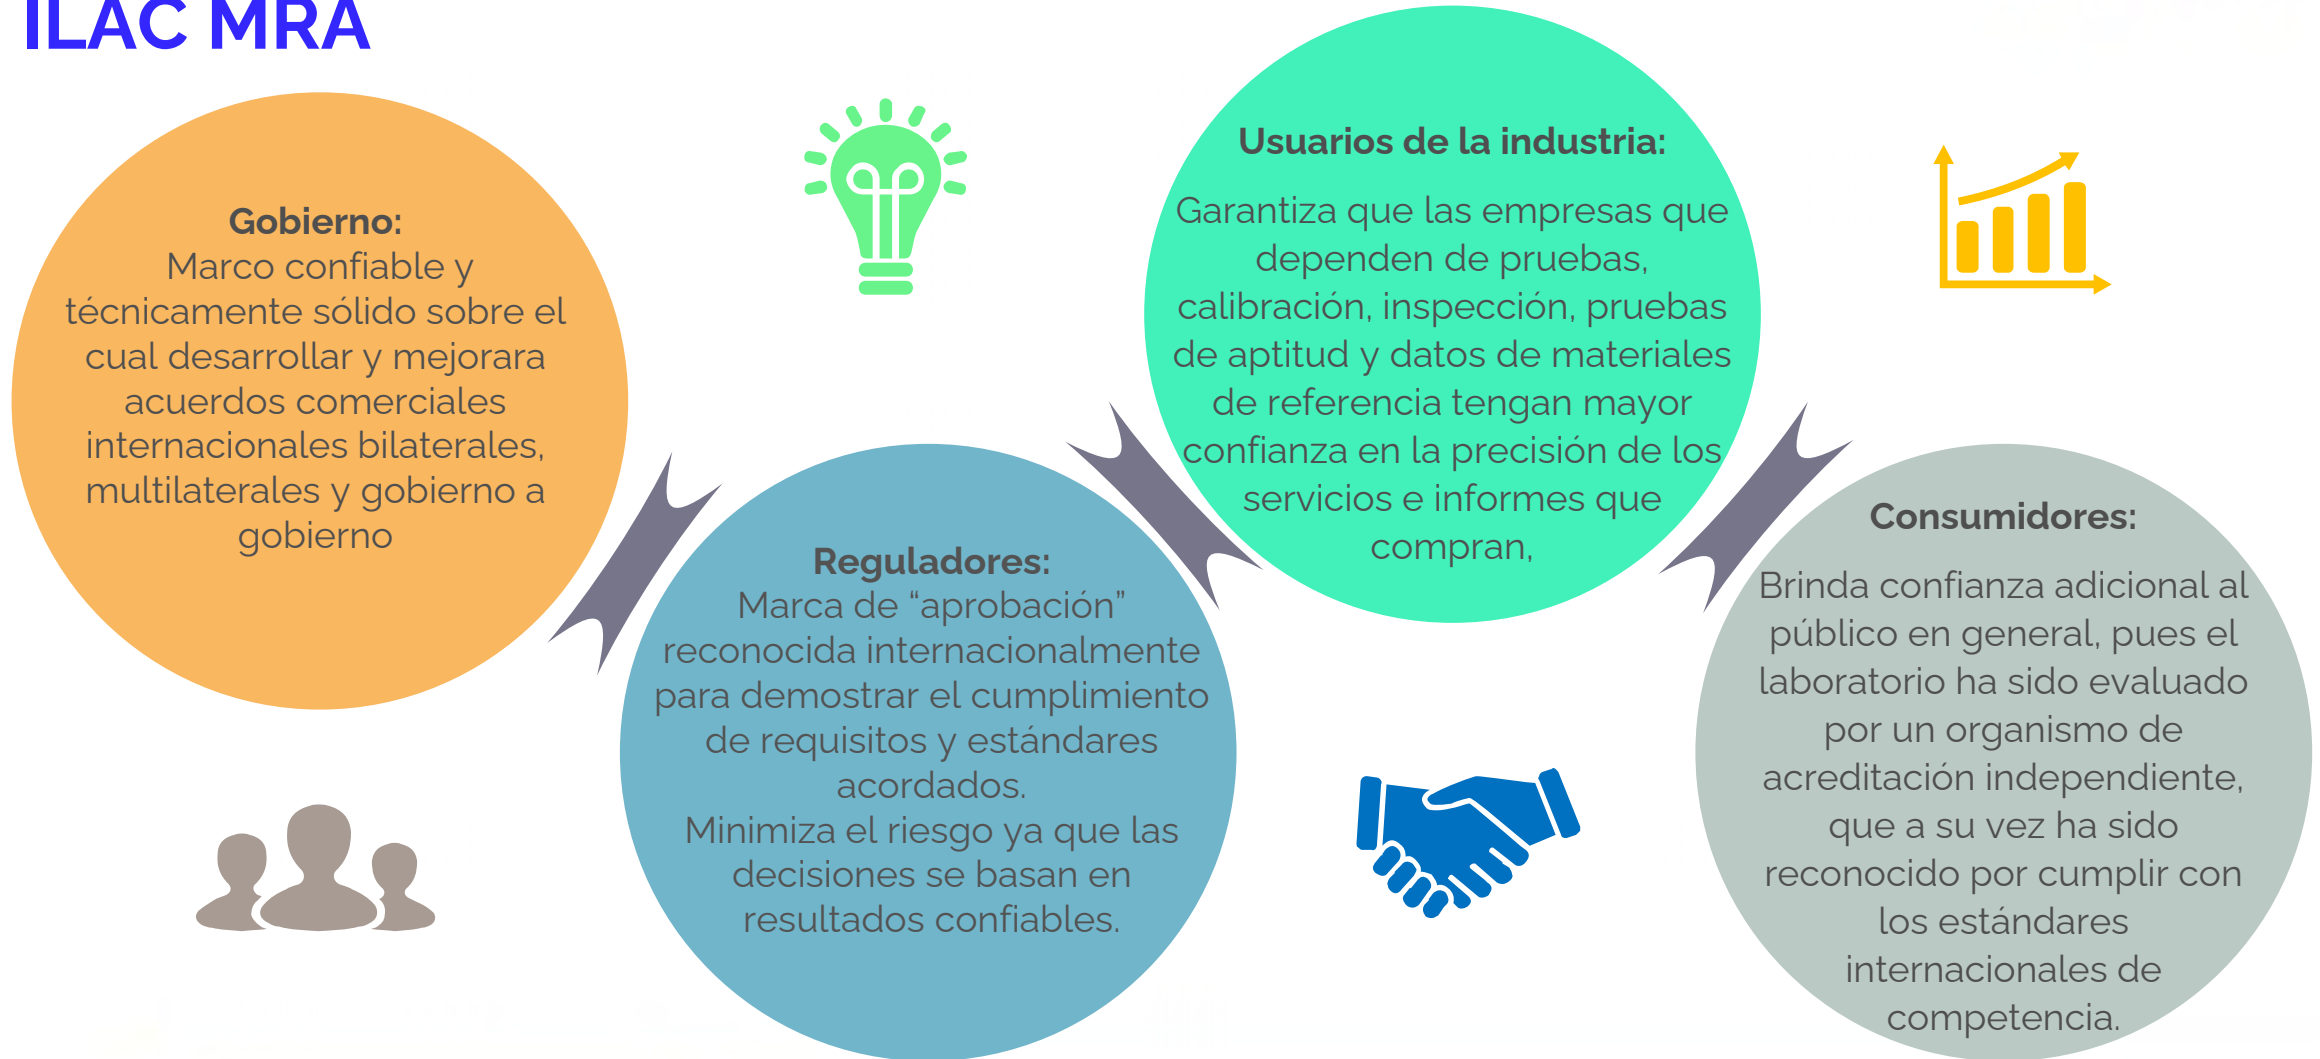 ILAC MRA
Gobierno:
Marco confiable y
técnicamente sólido sobre el
cual desarrollar y mejorara
acuerdos comerciales
internacionales bilaterales,
multilaterales y gobierno a
gobierno
Reguladores:
Marca de “aprobación”
reconocida internacionalmente
para demostrar el cumplimiento
de requisitos y estándares
acordados.
Minimiza el riesgo ya que las
decisiones se basan en
resultados confiables.
Usuarios de la industria:
Garantiza que las empresas que
dependen de pruebas,
calibración, inspección, pruebas
de aptitud y datos de materiales
de referencia tengan mayor
confianza en la precisión de los
servicios e informes que
compran,
Consumidores:
Brinda confianza adicional al
público en general, pues el
laboratorio ha sido evaluado
por un organismo de
acreditación independiente,
que a su vez ha sido
reconocido por cumplir con
los estándares
internacionales de
competencia.